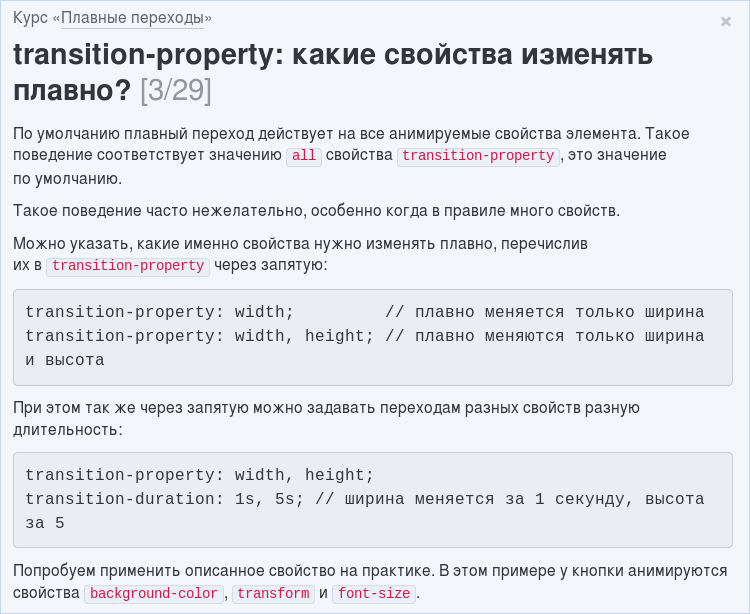 Курс «Плавные переходы»
×
transition-property: какие свойства изменять
плавно? [3/29]
По умолчанию плавный переход действует на все анимируемые свойства элемента. Такое
поведение соответствует значению all свойства transition-property, это значение
по умолчанию.
Такое поведение часто нежелательно, особенно когда в правиле много свойств.
Можно указать, какие именно свойства нужно изменять плавно, перечислив
их в transition-property через запятую:
transition-property: width;         // плавно меняется только ширина
transition-property: width, height; // плавно меняются только ширина
и высота
При этом так же через запятую можно задавать переходам разных свойств разную
длительность:
transition-property: width, height;
transition-duration: 1s, 5s; // ширина меняется за 1 секунду, высота
за 5
Попробуем применить описанное свойство на практике. В этом примере у кнопки анимируются
свойства background-color, transform и font-size.